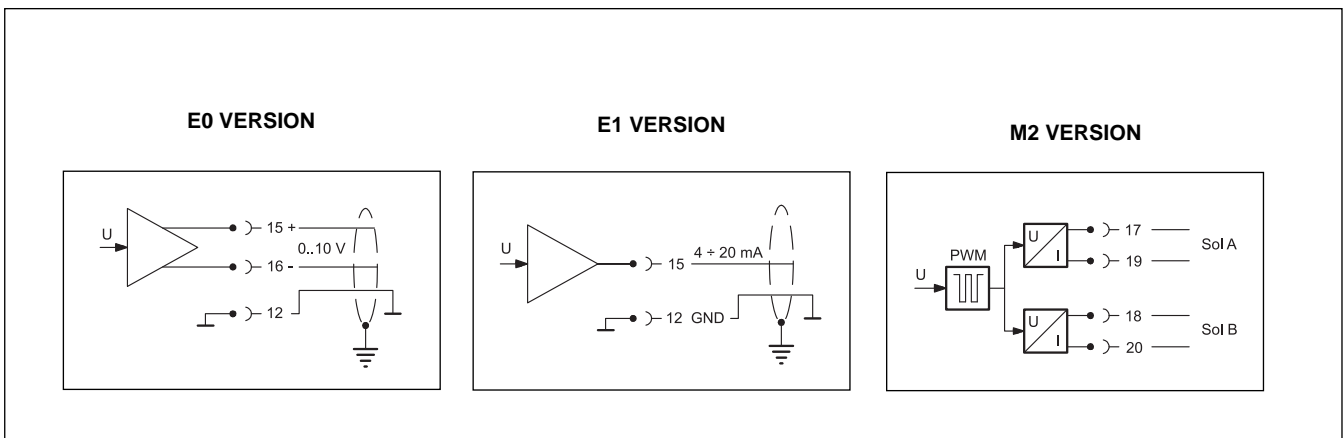 E0 VERSION
U
15 +
0..10 V
16 -
12
E1 VERSION
U
15
4 ÷ 20 mA
12 GND
M2 VERSION
U
PWM
U
I
17
19
Sol A
U
I
18
20
Sol B